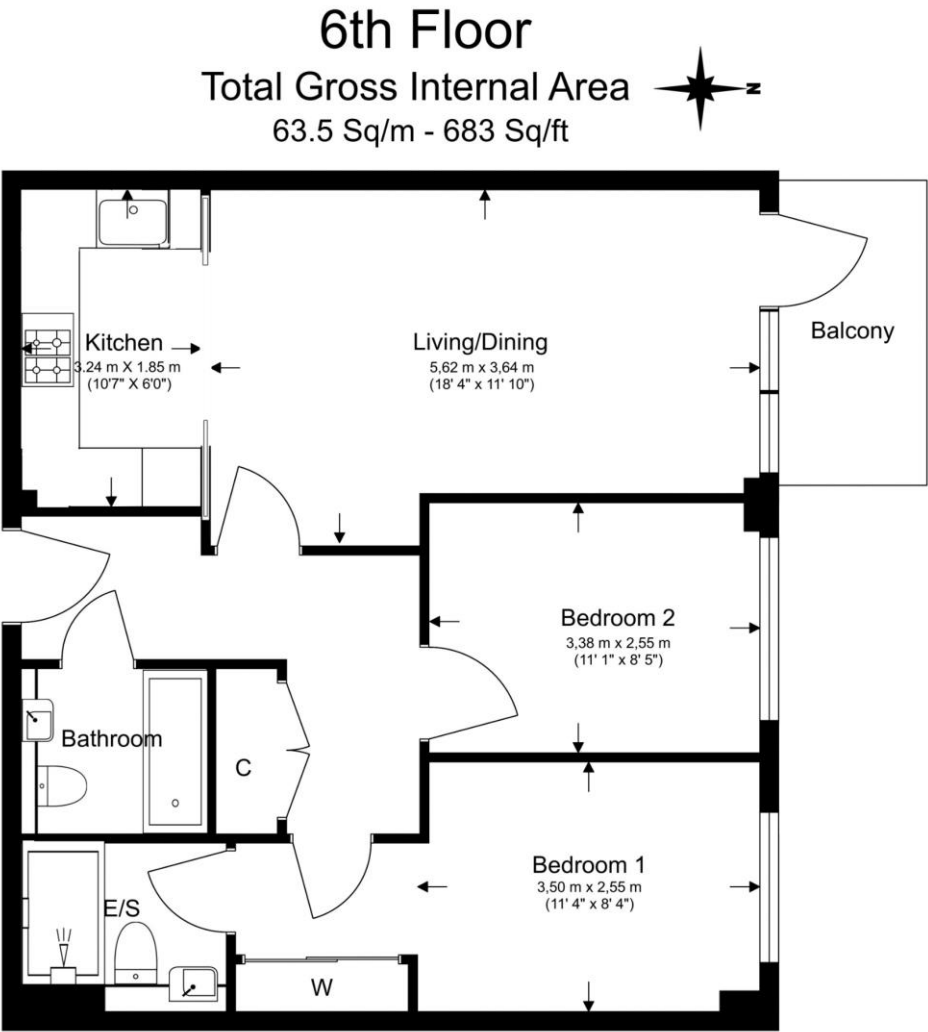 6th Floor
Total Gross Internal Area
N
63.5 Sq/m - 683 Sq/ft
Kitchen
3.24 m X 1.85 m
(10'7" X 6'0")
Living/Dining
5,62 m x 3,64 m
(18' 4" x 11' 10")
Balcony
Bedroom 2
3,38 m x 2,55 m
(11' 1" x 8' 5")
Bathroom
C
Bedroom 1
3,50 m x 2,55 m
(11' 4" x 8' 4")
E/S
W